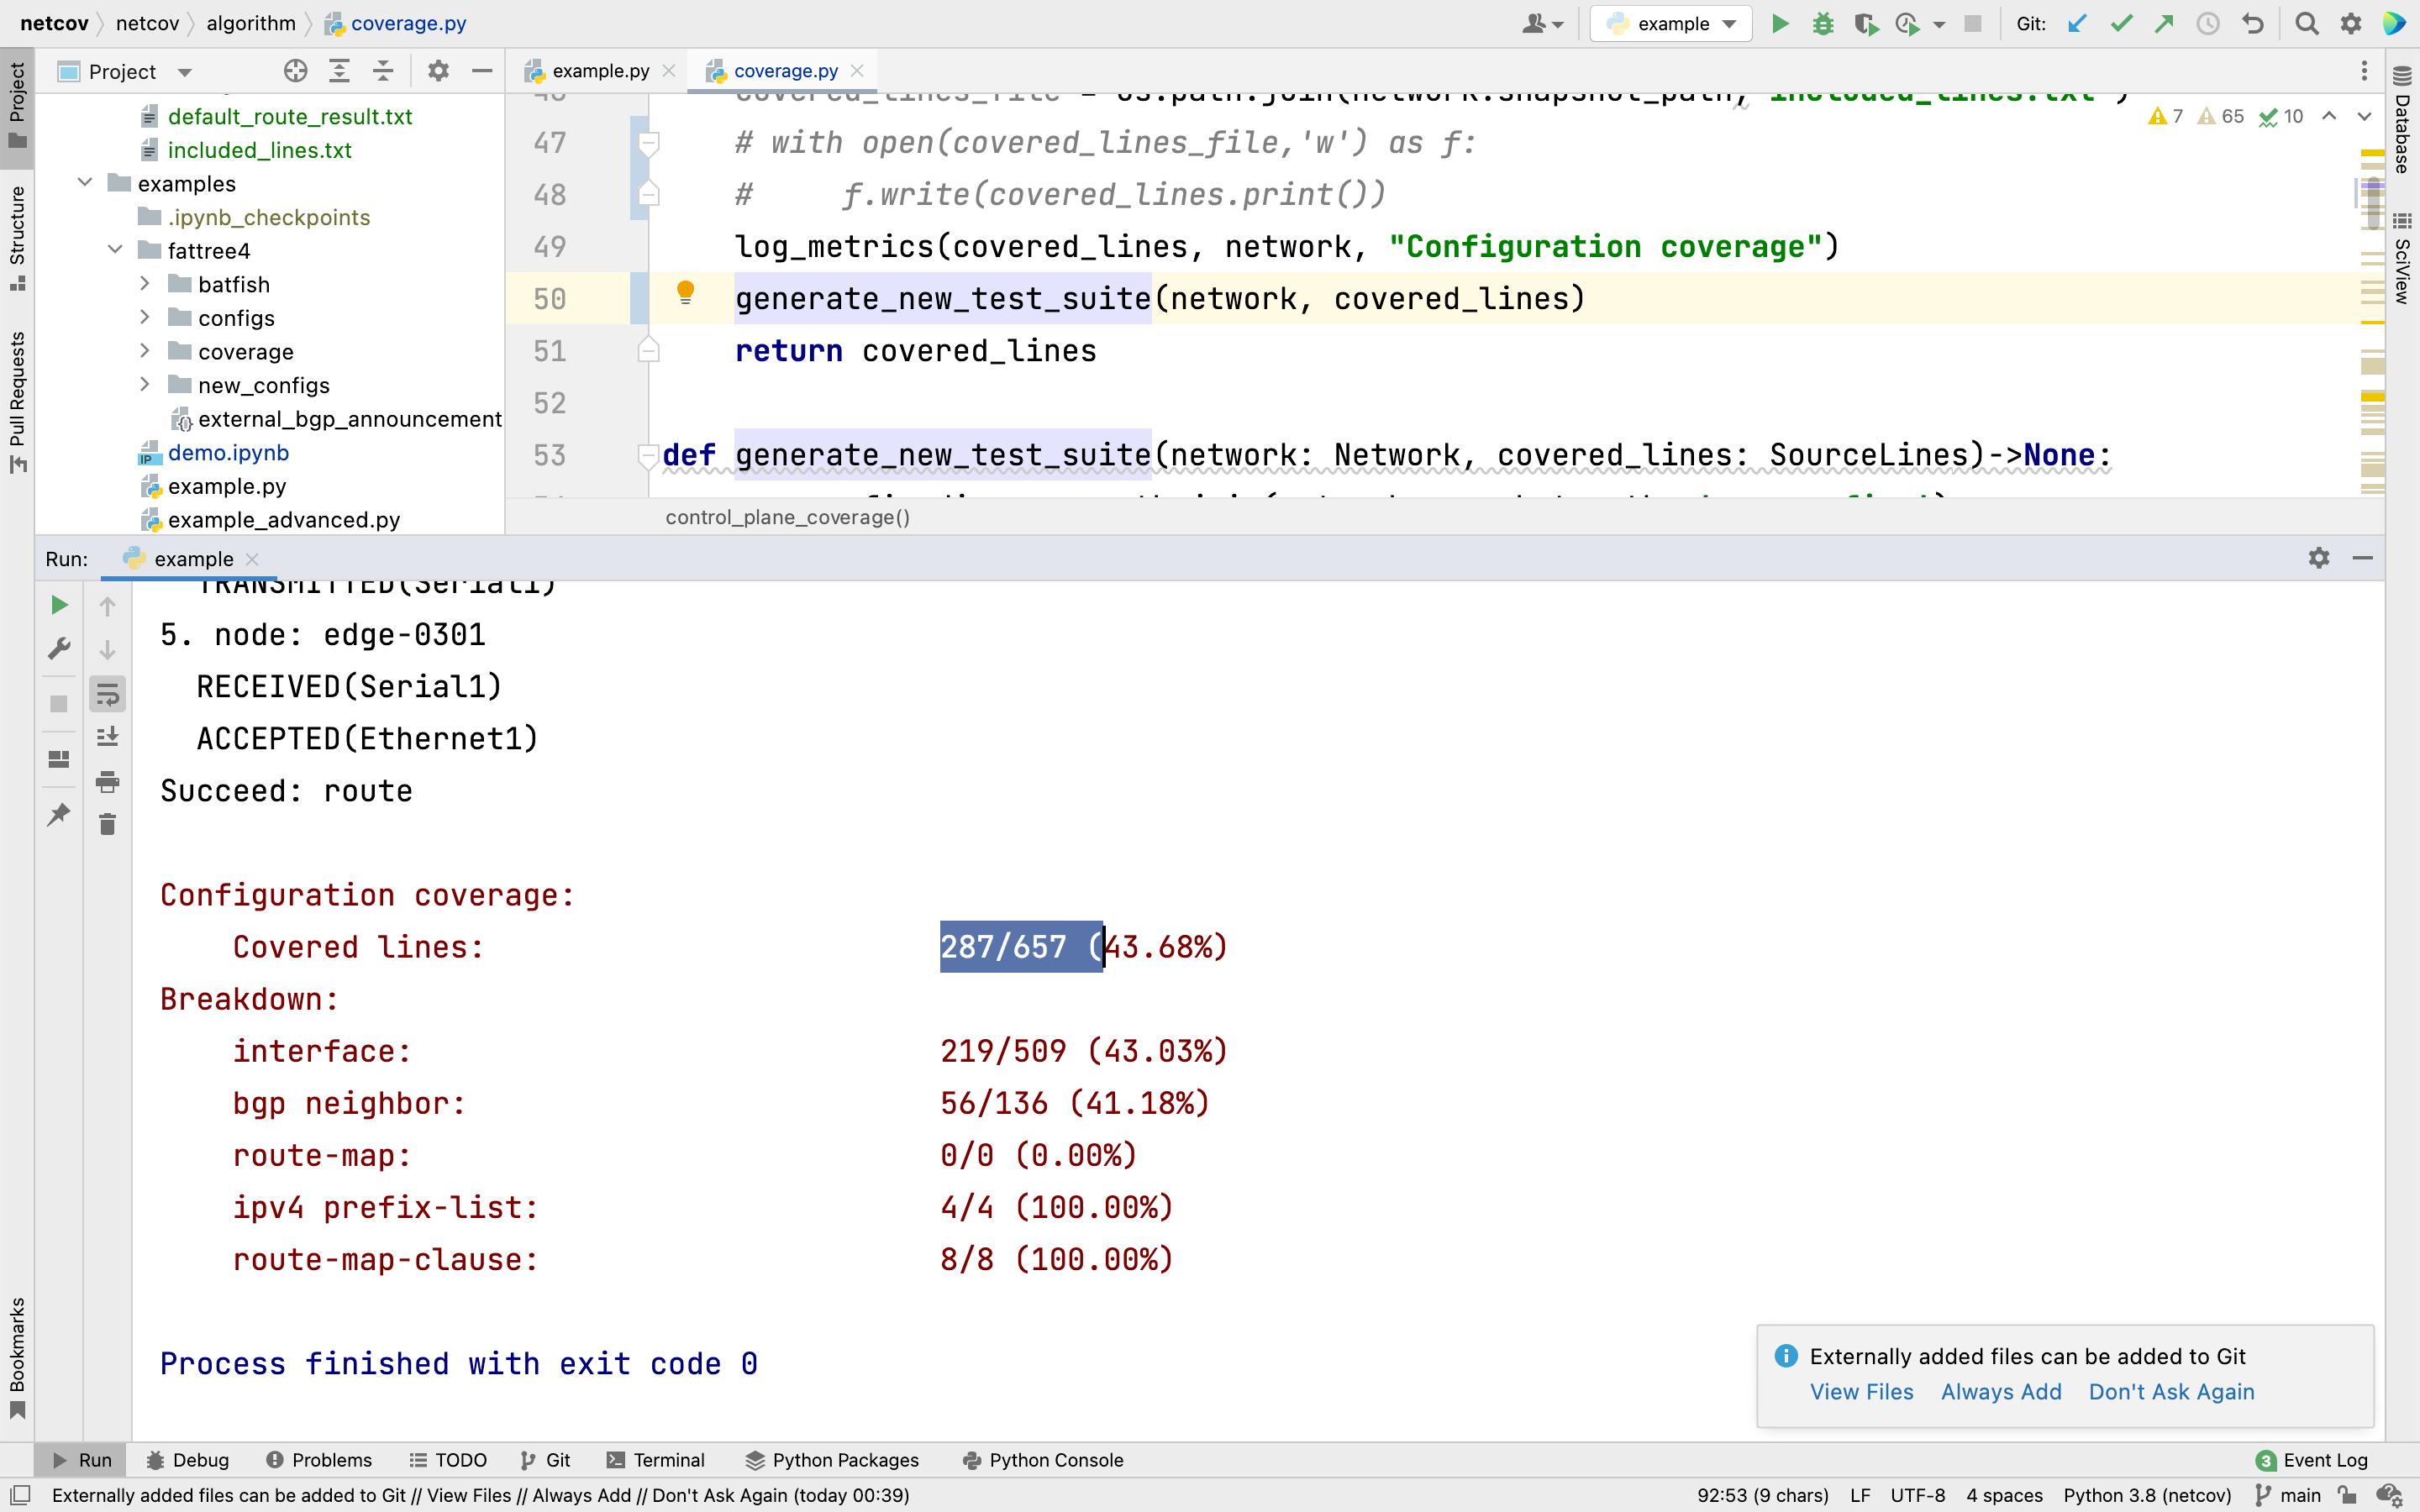 netcov netcov algorithm coverage.py
example Git:
Project
example.py coverage.py
default_route_result.txt
included_lines.txt
examples
.ipynb_checkpoints
fattree4
batfish
configs
coverage
new_configs
external_bgp_announcement
demo.ipynb
example.py
example_advanced.py
7 65 10
covered_lines_file = os.path.join(network.snapshot_path, 'included_lines.txt')
47 # with open(covered_lines_file,'w') as f:
48 #     f.write(covered_lines.print())
49 log_metrics(covered_lines, network, "Configuration coverage")
50 generate_new_test_suite(network, covered_lines)
51 return covered_lines
52
53 def generate_new_test_suite(network: Network, covered_lines: SourceLines)->None:
control_plane_coverage()
Project
Structure
Pull Requests
Bookmarks
Database
SciView
Run: example
TRANSMITTED(Serial1)
5. node: edge-0301
RECEIVED(Serial1)
ACCEPTED(Ethernet1)
Succeed: route
Configuration coverage:
Covered lines: 287/657 (43.68%)
Breakdown:
interface: 219/509 (43.03%)
bgp neighbor: 56/136 (41.18%)
route-map: 0/0 (0.00%)
ipv4 prefix-list: 4/4 (100.00%)
route-map-clause: 8/8 (100.00%)
Process finished with exit code 0
Externally added files can be added to Git
View Files Always Add Don't Ask Again
Run Debug Problems TODO Git Terminal Python Packages Python Console 3 Event Log
Externally added files can be added to Git // View Files // Always Add // Don't Ask Again (today 00:39) 92:53 (9 chars) LF UTF-8 4 spaces Python 3.8 (netcov) main